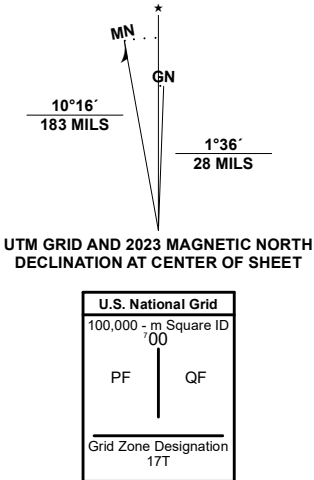 ★
MN
GN
10°16´
183 MILS
1°36´
28 MILS
UTM GRID AND 2023 MAGNETIC NORTH
DECLINATION AT CENTER OF SHEET
U.S. National Grid
100,000 - m Square ID
⁷00
PF QF
Grid Zone Designation
17T